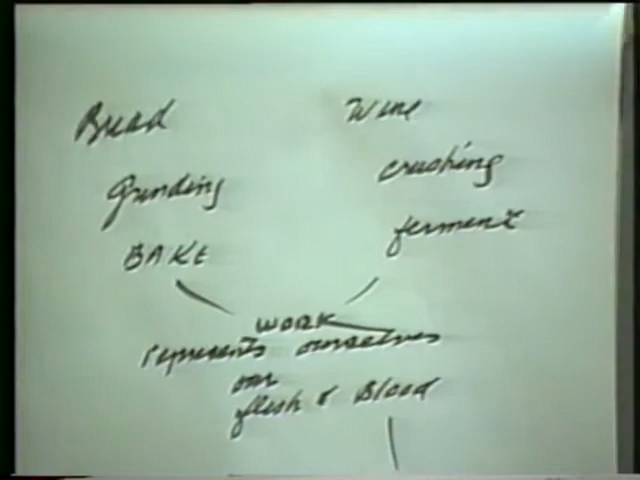 Bread
Wine
Grinding
crushing
BAKE
ferment
WORK
represents ourselves
our
flesh & Blood